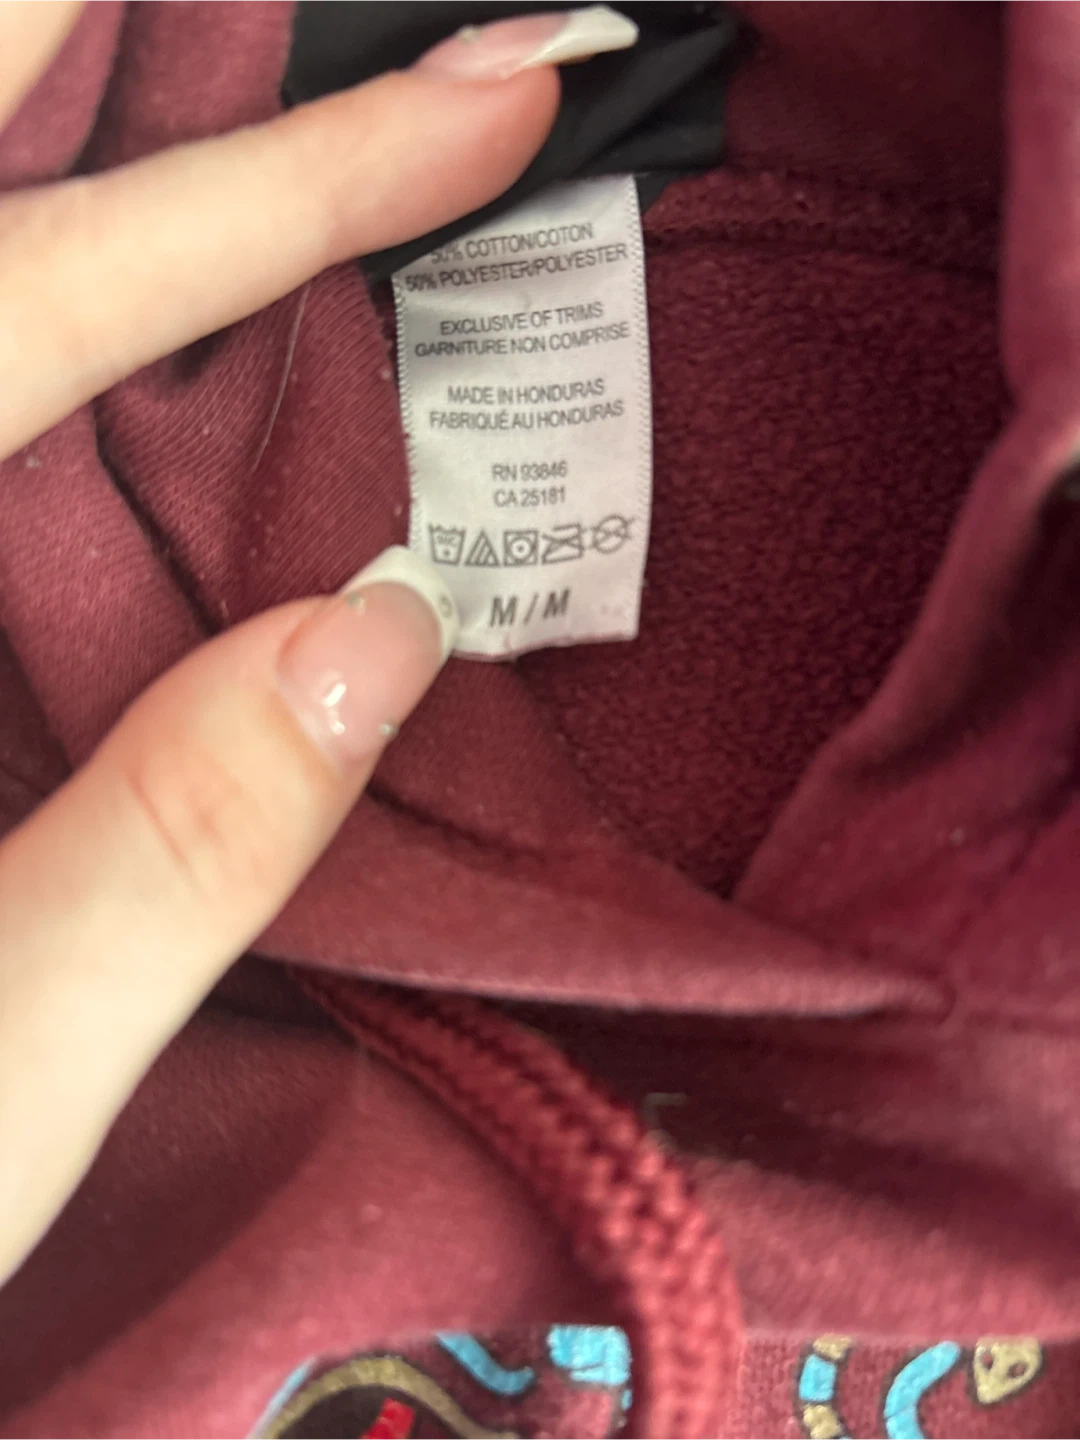 50% COTTON/COTON
50% POLYESTER/POLYESTER
EXCLUSIVE OF TRIMS
GARNITURE NON COMPRISE
MADE IN HONDURAS
FABRIQUÉ AU HONDURAS
RN 93846
CA 25181
M / M